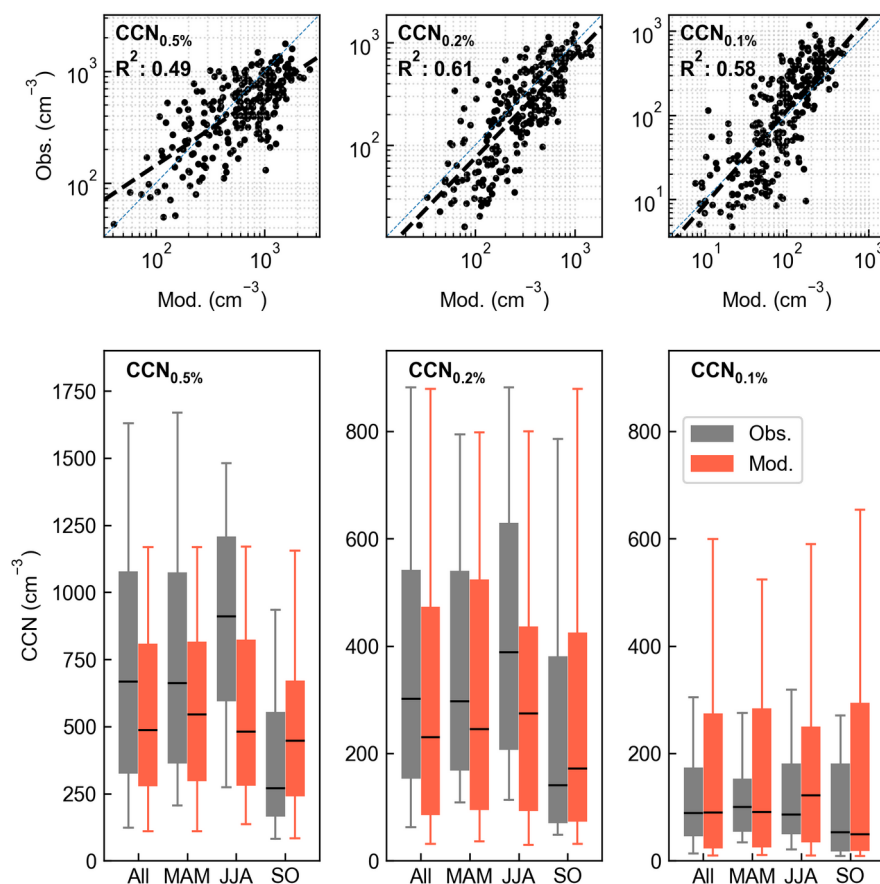 CCN0.5%
R2: 0.49
CCN0.2%
R2: 0.61
CCN0.1%
R2: 0.58
Obs. (cm−3)
10^3
10^2
10^3
10^2
10^3
10^2
10^1
10^2
10^3
10^2
10^3
10^1
10^2
10^3
Mod. (cm−3)
Mod. (cm−3)
Mod. (cm−3)
CCN0.5%
CCN0.2%
CCN0.1%
Obs.
Mod.
CCN (cm−3)
1750
1500
1250
1000
750
500
250
0
800
600
400
200
0
800
600
400
200
0
All MAM JJA SO
All MAM JJA SO
All MAM JJA SO